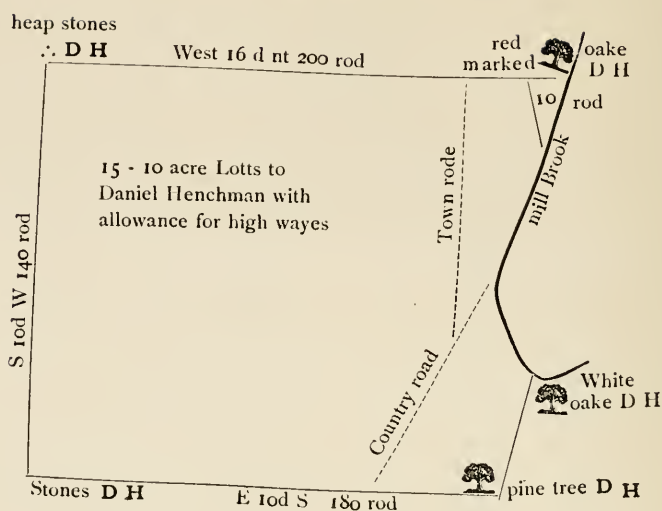 heap stones
∴ D H
West 16 d nt 200 rod
red
marked
oake
D H
10 rod
15 - 10 acre Lotts to
Daniel Henchman with
allowance for high wayes
Town rode
mill Brook
S 10d W 140 rod
Country road
White
oake D H
Stones D H
E 10d S 180 rod
pine tree D H